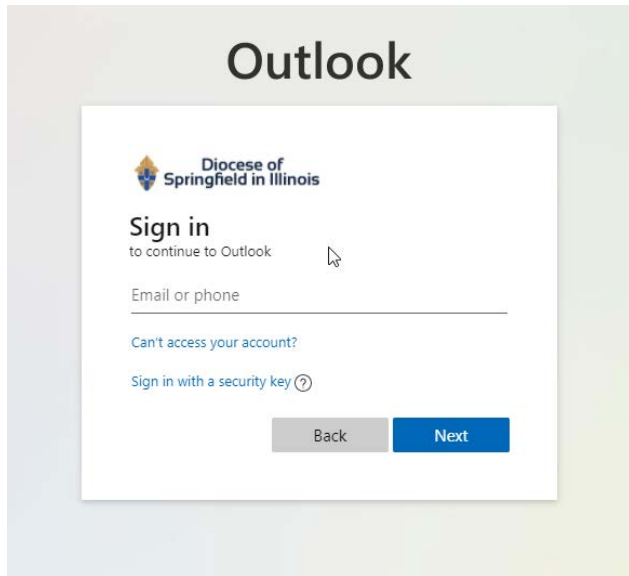 Outlook
Diocese of
Springfield in Illinois
Sign in
to continue to Outlook
Email or phone
Can't access your account?
Sign in with a security key ?
Back Next